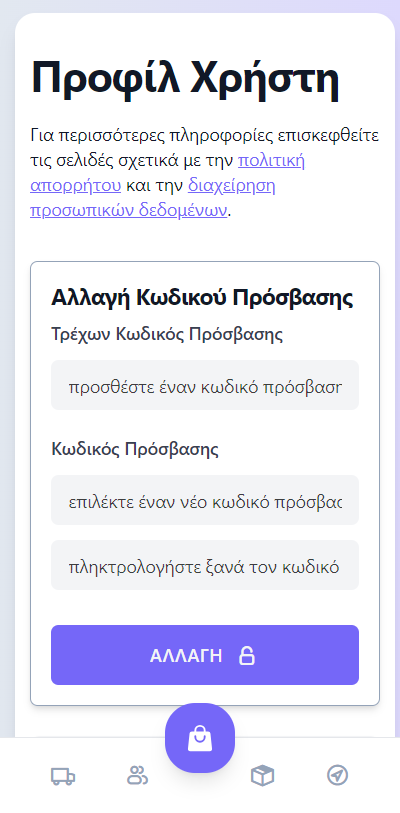 Προφίλ Χρήστη
Για περισσότερες πληροφορίες επισκεφθείτε
τις σελιδές σχετικά με την πολιτική
απορρήτου και την διαχείρηση
προσωπικών δεδομένων.
Αλλαγή Κωδικού Πρόσβασης
Τρέχων Κωδικός Πρόσβασης
προσθέστε έναν κωδικό πρόσβαση
Κωδικός Πρόσβασης
επιλέκτε έναν νέο κωδικό πρόσβασ
πληκτρολογήστε ξανά τον κωδικό
ΑΛΛΑΓΗ